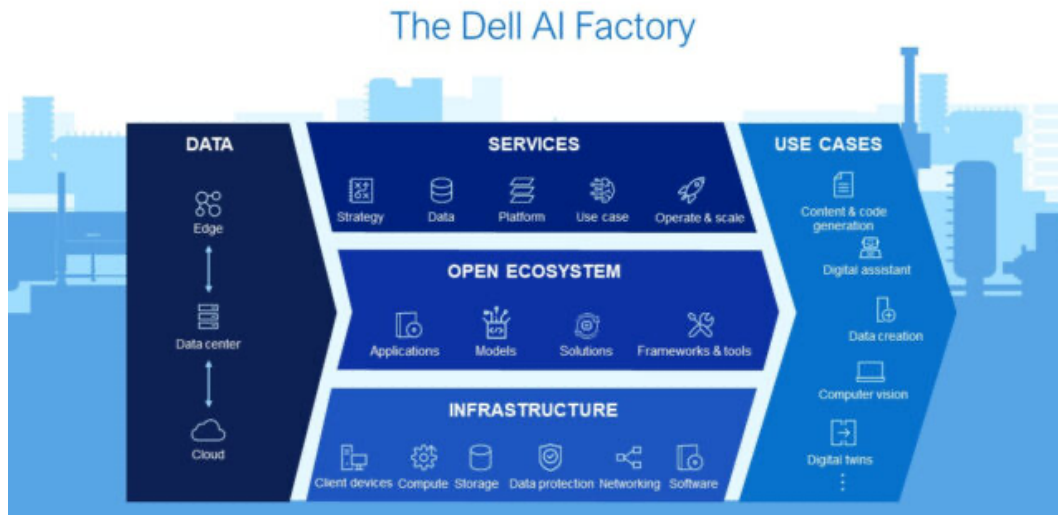 The Dell AI Factory
DATA
Edge
Data center
Cloud
SERVICES
Strategy
Data
Platform
Use case
Operate & scale
OPEN ECOSYSTEM
Applications
Models
Solutions
Frameworks & tools
INFRASTRUCTURE
Client devices
Compute
Storage
Data protection
Networking
Software
USE CASES
Content & code
generation
Digital assistant
Data creation
Computer vision
Digital twins